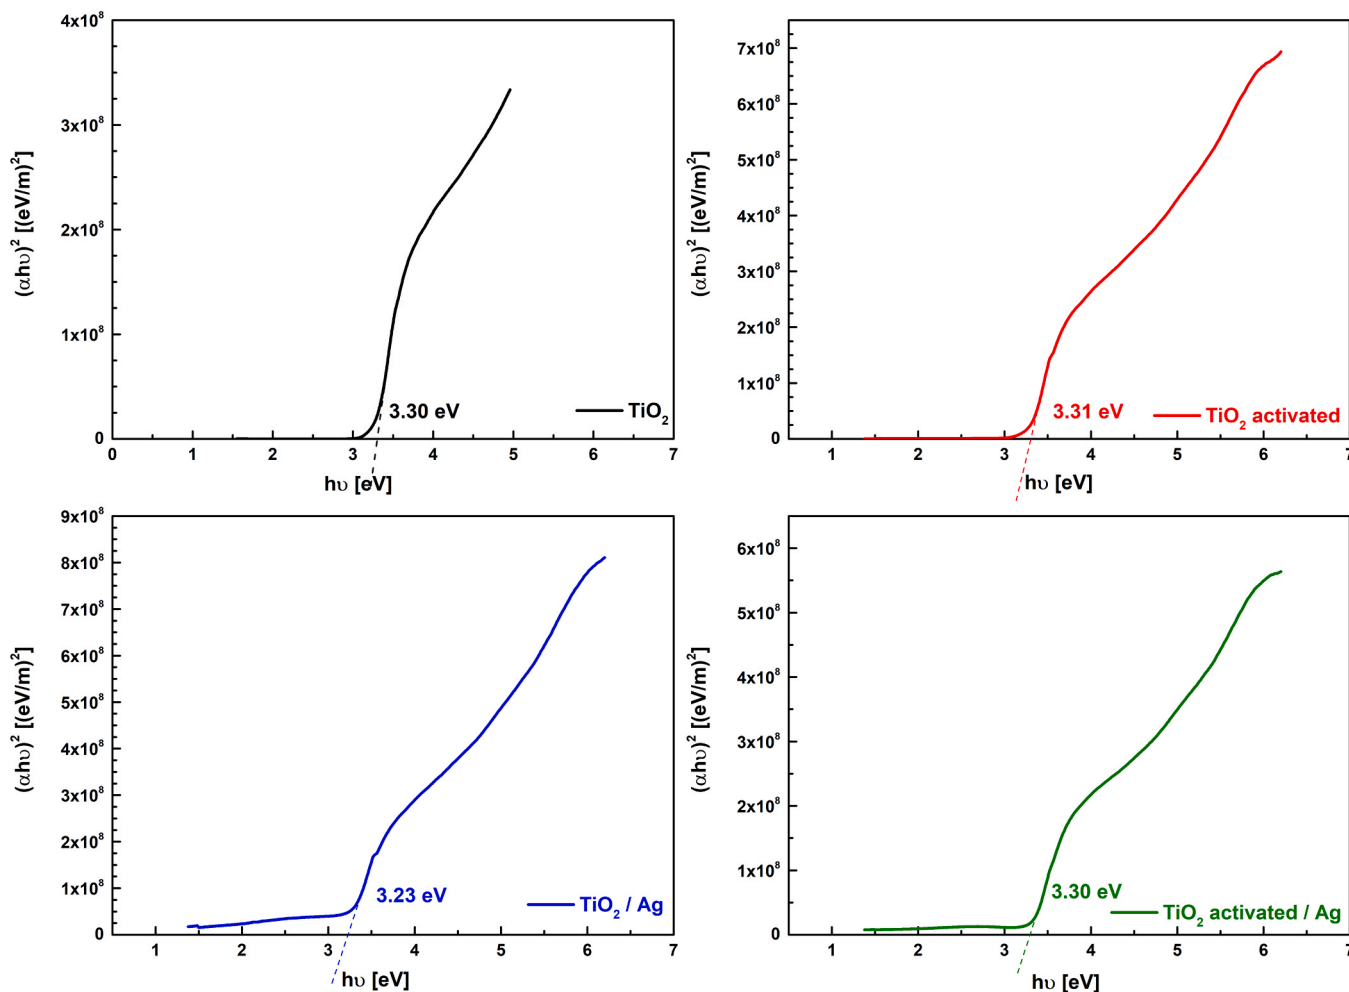 4x10⁸
3x10⁸
2x10⁸
1x10⁸
0
(αhυ)² [(eV/m)²]
0 1 2 3 4 5 6 7
hυ [eV]
3.30 eV
TiO₂
7x10⁸
6x10⁸
5x10⁸
4x10⁸
3x10⁸
2x10⁸
1x10⁸
0
(αhυ)² [(eV/m)²]
1 2 3 4 5 6 7
hυ [eV]
3.31 eV
TiO₂ activated
9x10⁸
8x10⁸
7x10⁸
6x10⁸
5x10⁸
4x10⁸
3x10⁸
2x10⁸
1x10⁸
0
(αhυ)² [(eV/m)²]
1 2 3 4 5 6 7
hυ [eV]
3.23 eV
TiO₂ / Ag
6x10⁸
5x10⁸
4x10⁸
3x10⁸
2x10⁸
1x10⁸
0
(αhυ)² [(eV/m)²]
1 2 3 4 5 6 7
hυ [eV]
3.30 eV
TiO₂ activated / Ag